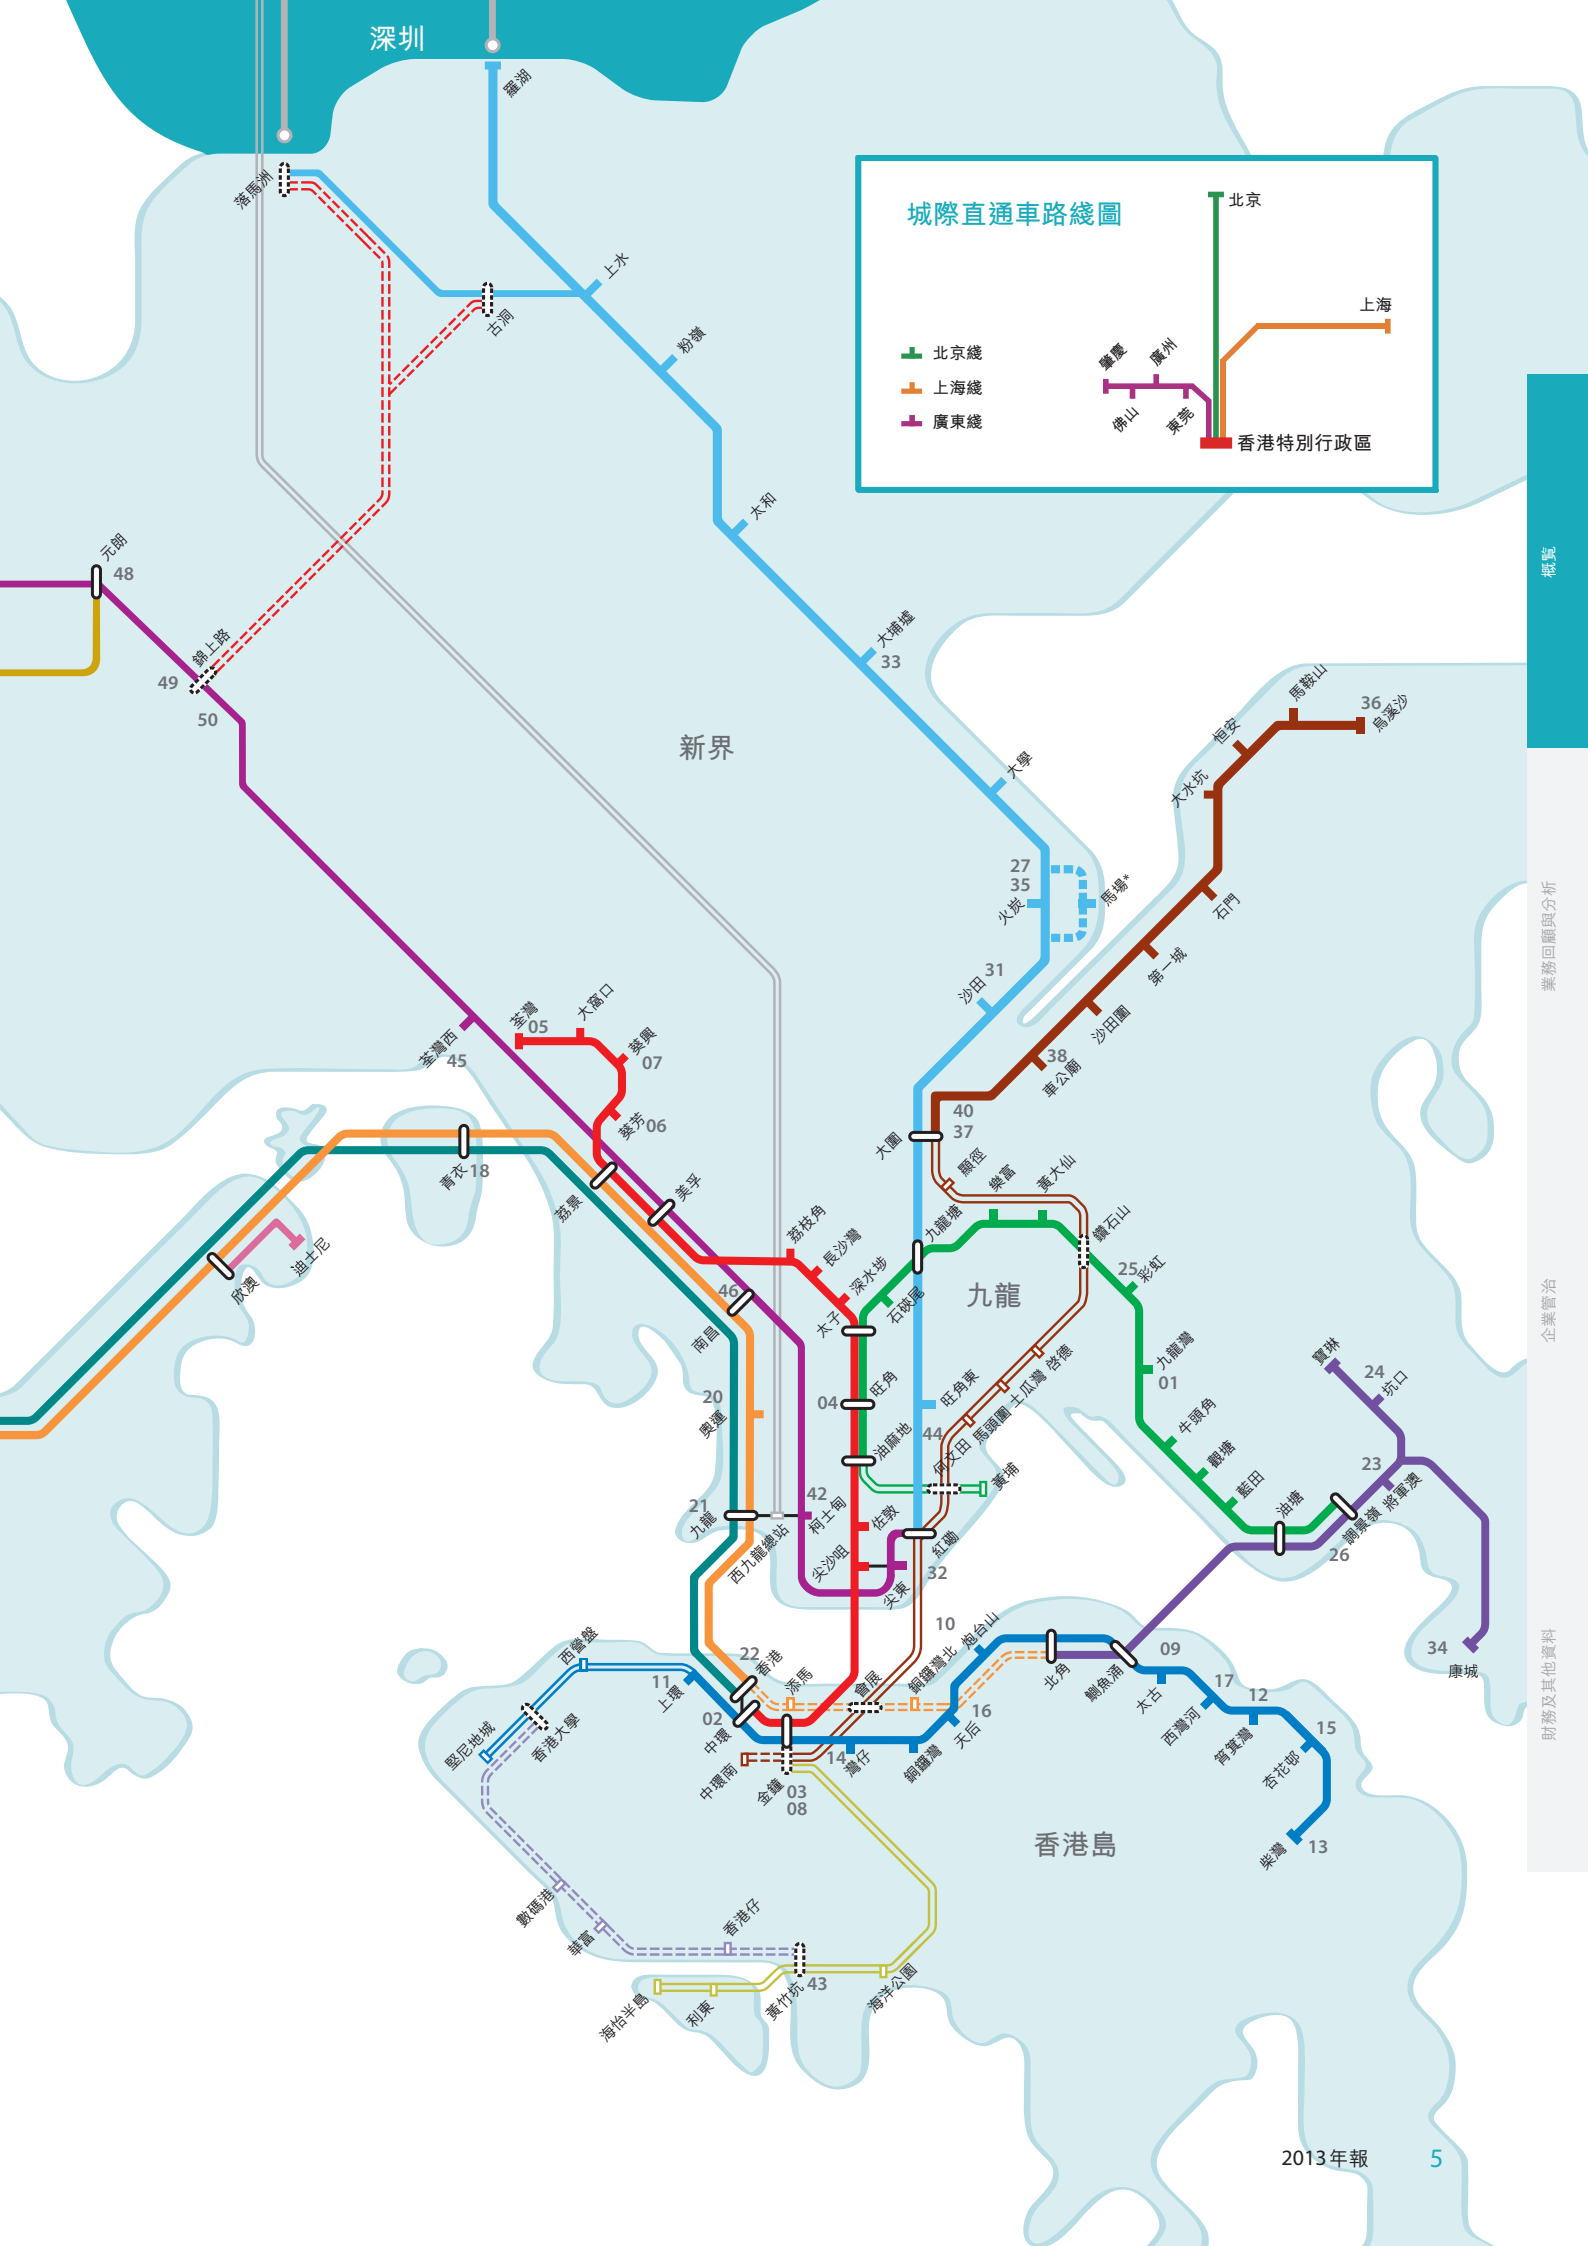 深圳
羅湖
落馬洲
上水
古洞
粉嶺
太和
大埔墟
33
元朗
48
錦上路
49
50
新界
大學
27
35
火炭
馬場*
沙田
31
馬鞍山
36
烏溪沙
恒安
大水坑
石門
第一城
沙田圍
38
車公廟
40
37
大圍
顯徑
城際直通車路綫圖
北京
上海
北京綫
上海綫
廣東綫
肇慶
廣州
佛山
東莞
香港特別行政區
概覽
業務回顧與分析
企業管治
財務及其他資料
荃灣西
45
荃灣
05
大窩口
葵興
07
葵芳
06
青衣
18
荔景
美孚
欣澳
迪士尼
荔枝角
長沙灣
深水埗
太子
石硤尾
九龍塘
樂富
黃大仙
鑽石山
九龍
25
彩虹
46
南昌
20
奧運
04
旺角
旺角東
油麻地
44
何文田
馬頭圍
土瓜灣
啓德
黃埔
九龍灣
01
牛頭角
觀塘
藍田
油塘
寶琳
24
坑口
23
將軍澳
調景嶺
26
34
康城
21
九龍
西九龍總站
42
柯士甸
佐敦
尖沙咀
尖東
紅磡
32
10
炮台山
銅鑼灣北
會展
添馬
22
香港
西營盤
11
上環
02
中環
堅尼地城
香港大學
中環南
金鐘
03
08
14
灣仔
銅鑼灣
16
天后
北角
鰂魚涌
09
太古
17
西灣河
12
筲箕灣
15
杏花邨
柴灣
13
香港島
數碼港
華富
香港仔
43
黃竹坑
海洋公園
利東
海怡半島
2013年報
5